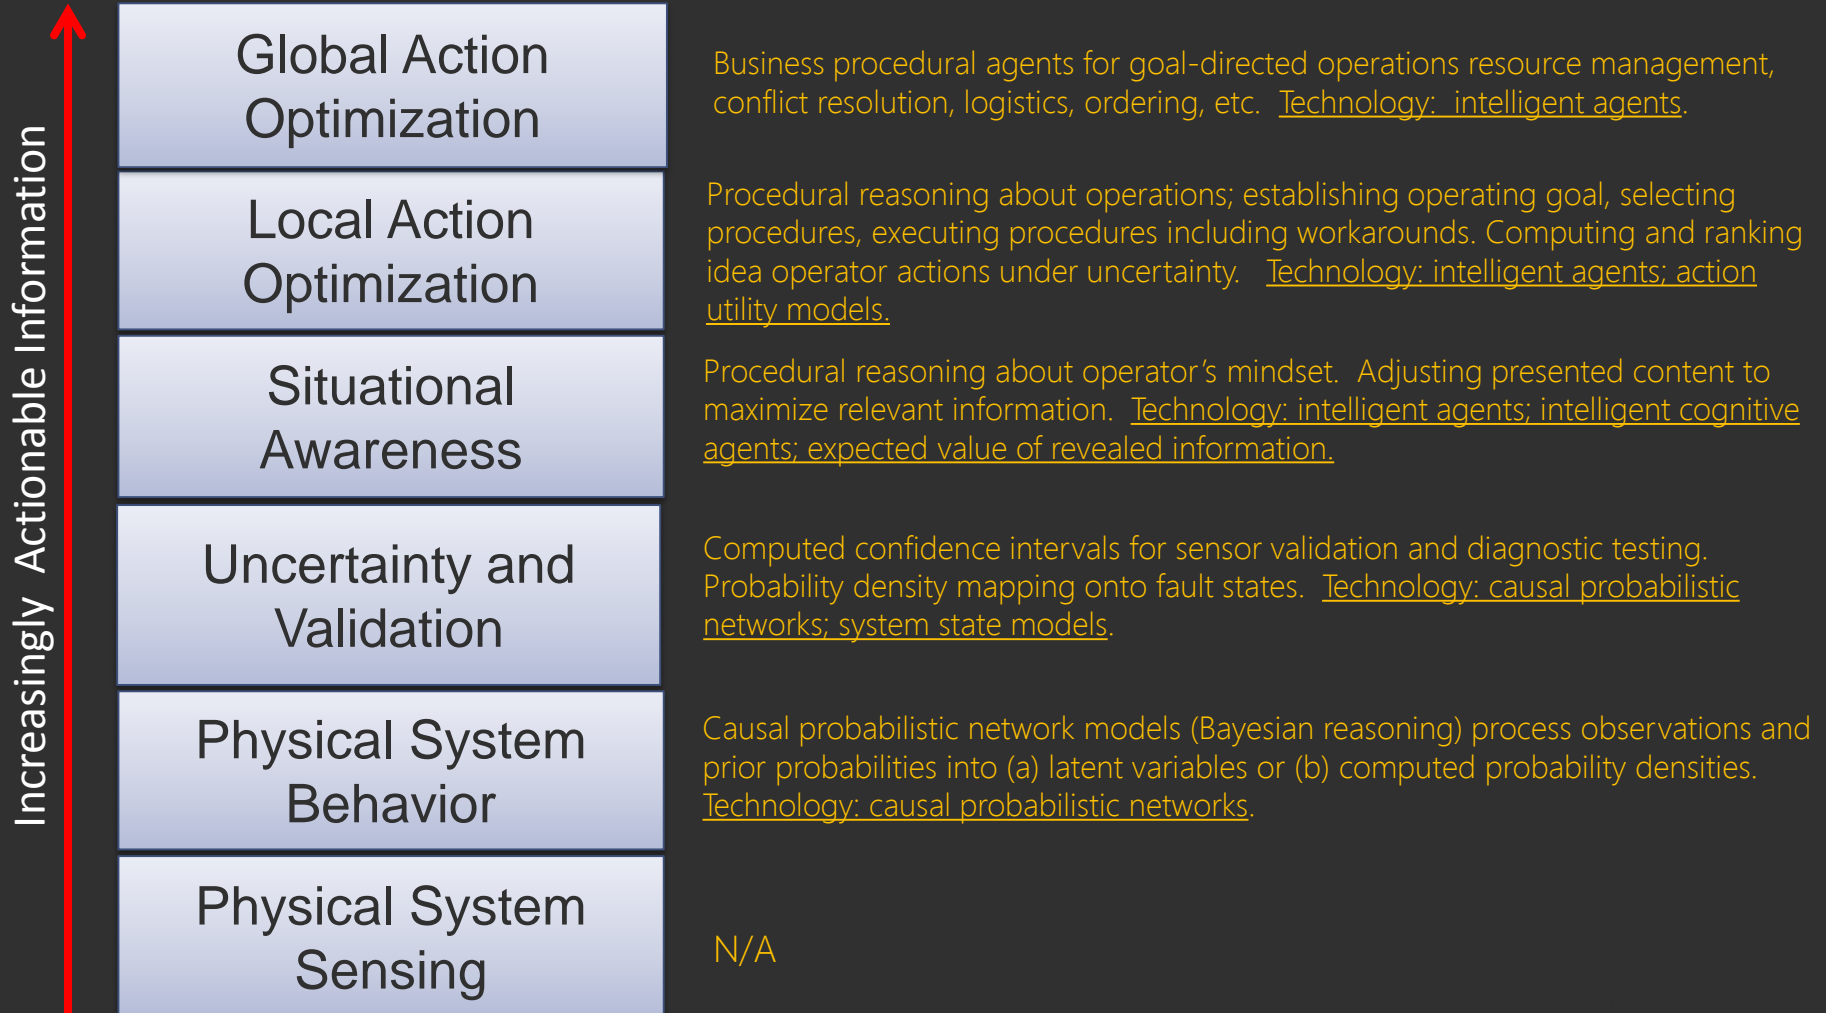 Increasingly Actionable Information
Global Action
Optimization
Business procedural agents for goal-directed operations resource management,
conflict resolution, logistics, ordering, etc. Technology: intelligent agents.
Local Action
Optimization
Procedural reasoning about operations; establishing operating goal, selecting
procedures, executing procedures including workarounds. Computing and ranking
idea operator actions under uncertainty. Technology: intelligent agents; action
utility models.
Situational
Awareness
Procedural reasoning about operator’s mindset. Adjusting presented content to
maximize relevant information. Technology: intelligent agents; intelligent cognitive
agents; expected value of revealed information.
Uncertainty and
Validation
Computed confidence intervals for sensor validation and diagnostic testing.
Probability density mapping onto fault states. Technology: causal probabilistic
networks; system state models.
Physical System
Behavior
Causal probabilistic network models (Bayesian reasoning) process observations and
prior probabilities into (a) latent variables or (b) computed probability densities.
Technology: causal probabilistic networks.
Physical System
Sensing
N/A